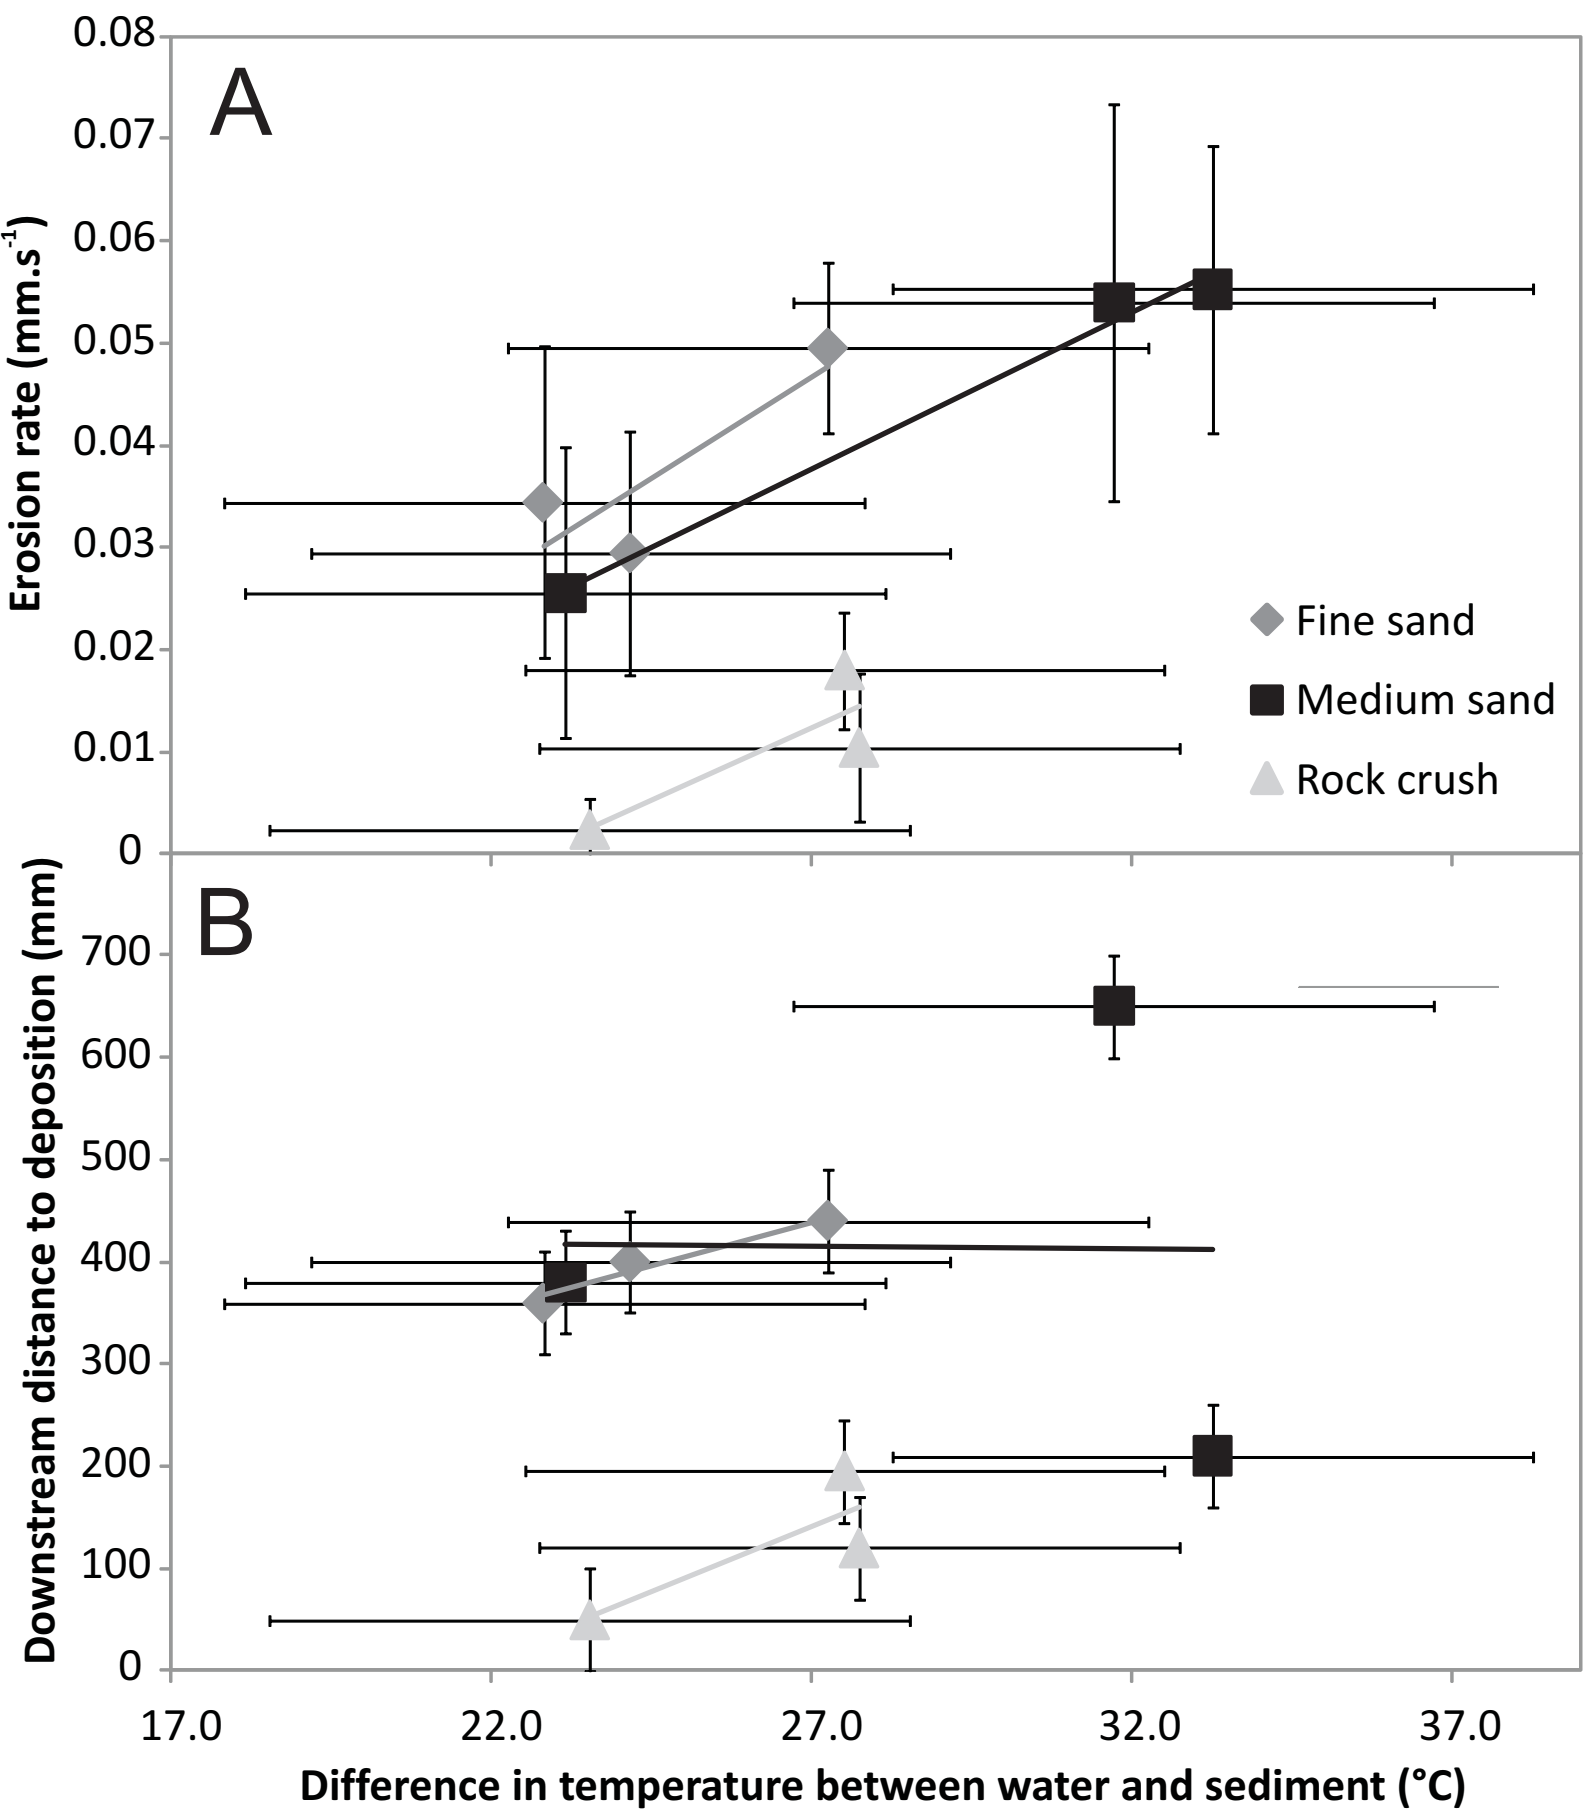 A
Erosion rate (mm.s⁻¹)
0.08
0.07
0.06
0.05
0.04
0.03
0.02
0.01
0
Fine sand
Medium sand
Rock crush
B
Downstream distance to deposition (mm)
700
600
500
400
300
200
100
0
17.0 22.0 27.0 32.0 37.0
Difference in temperature between water and sediment (°C)